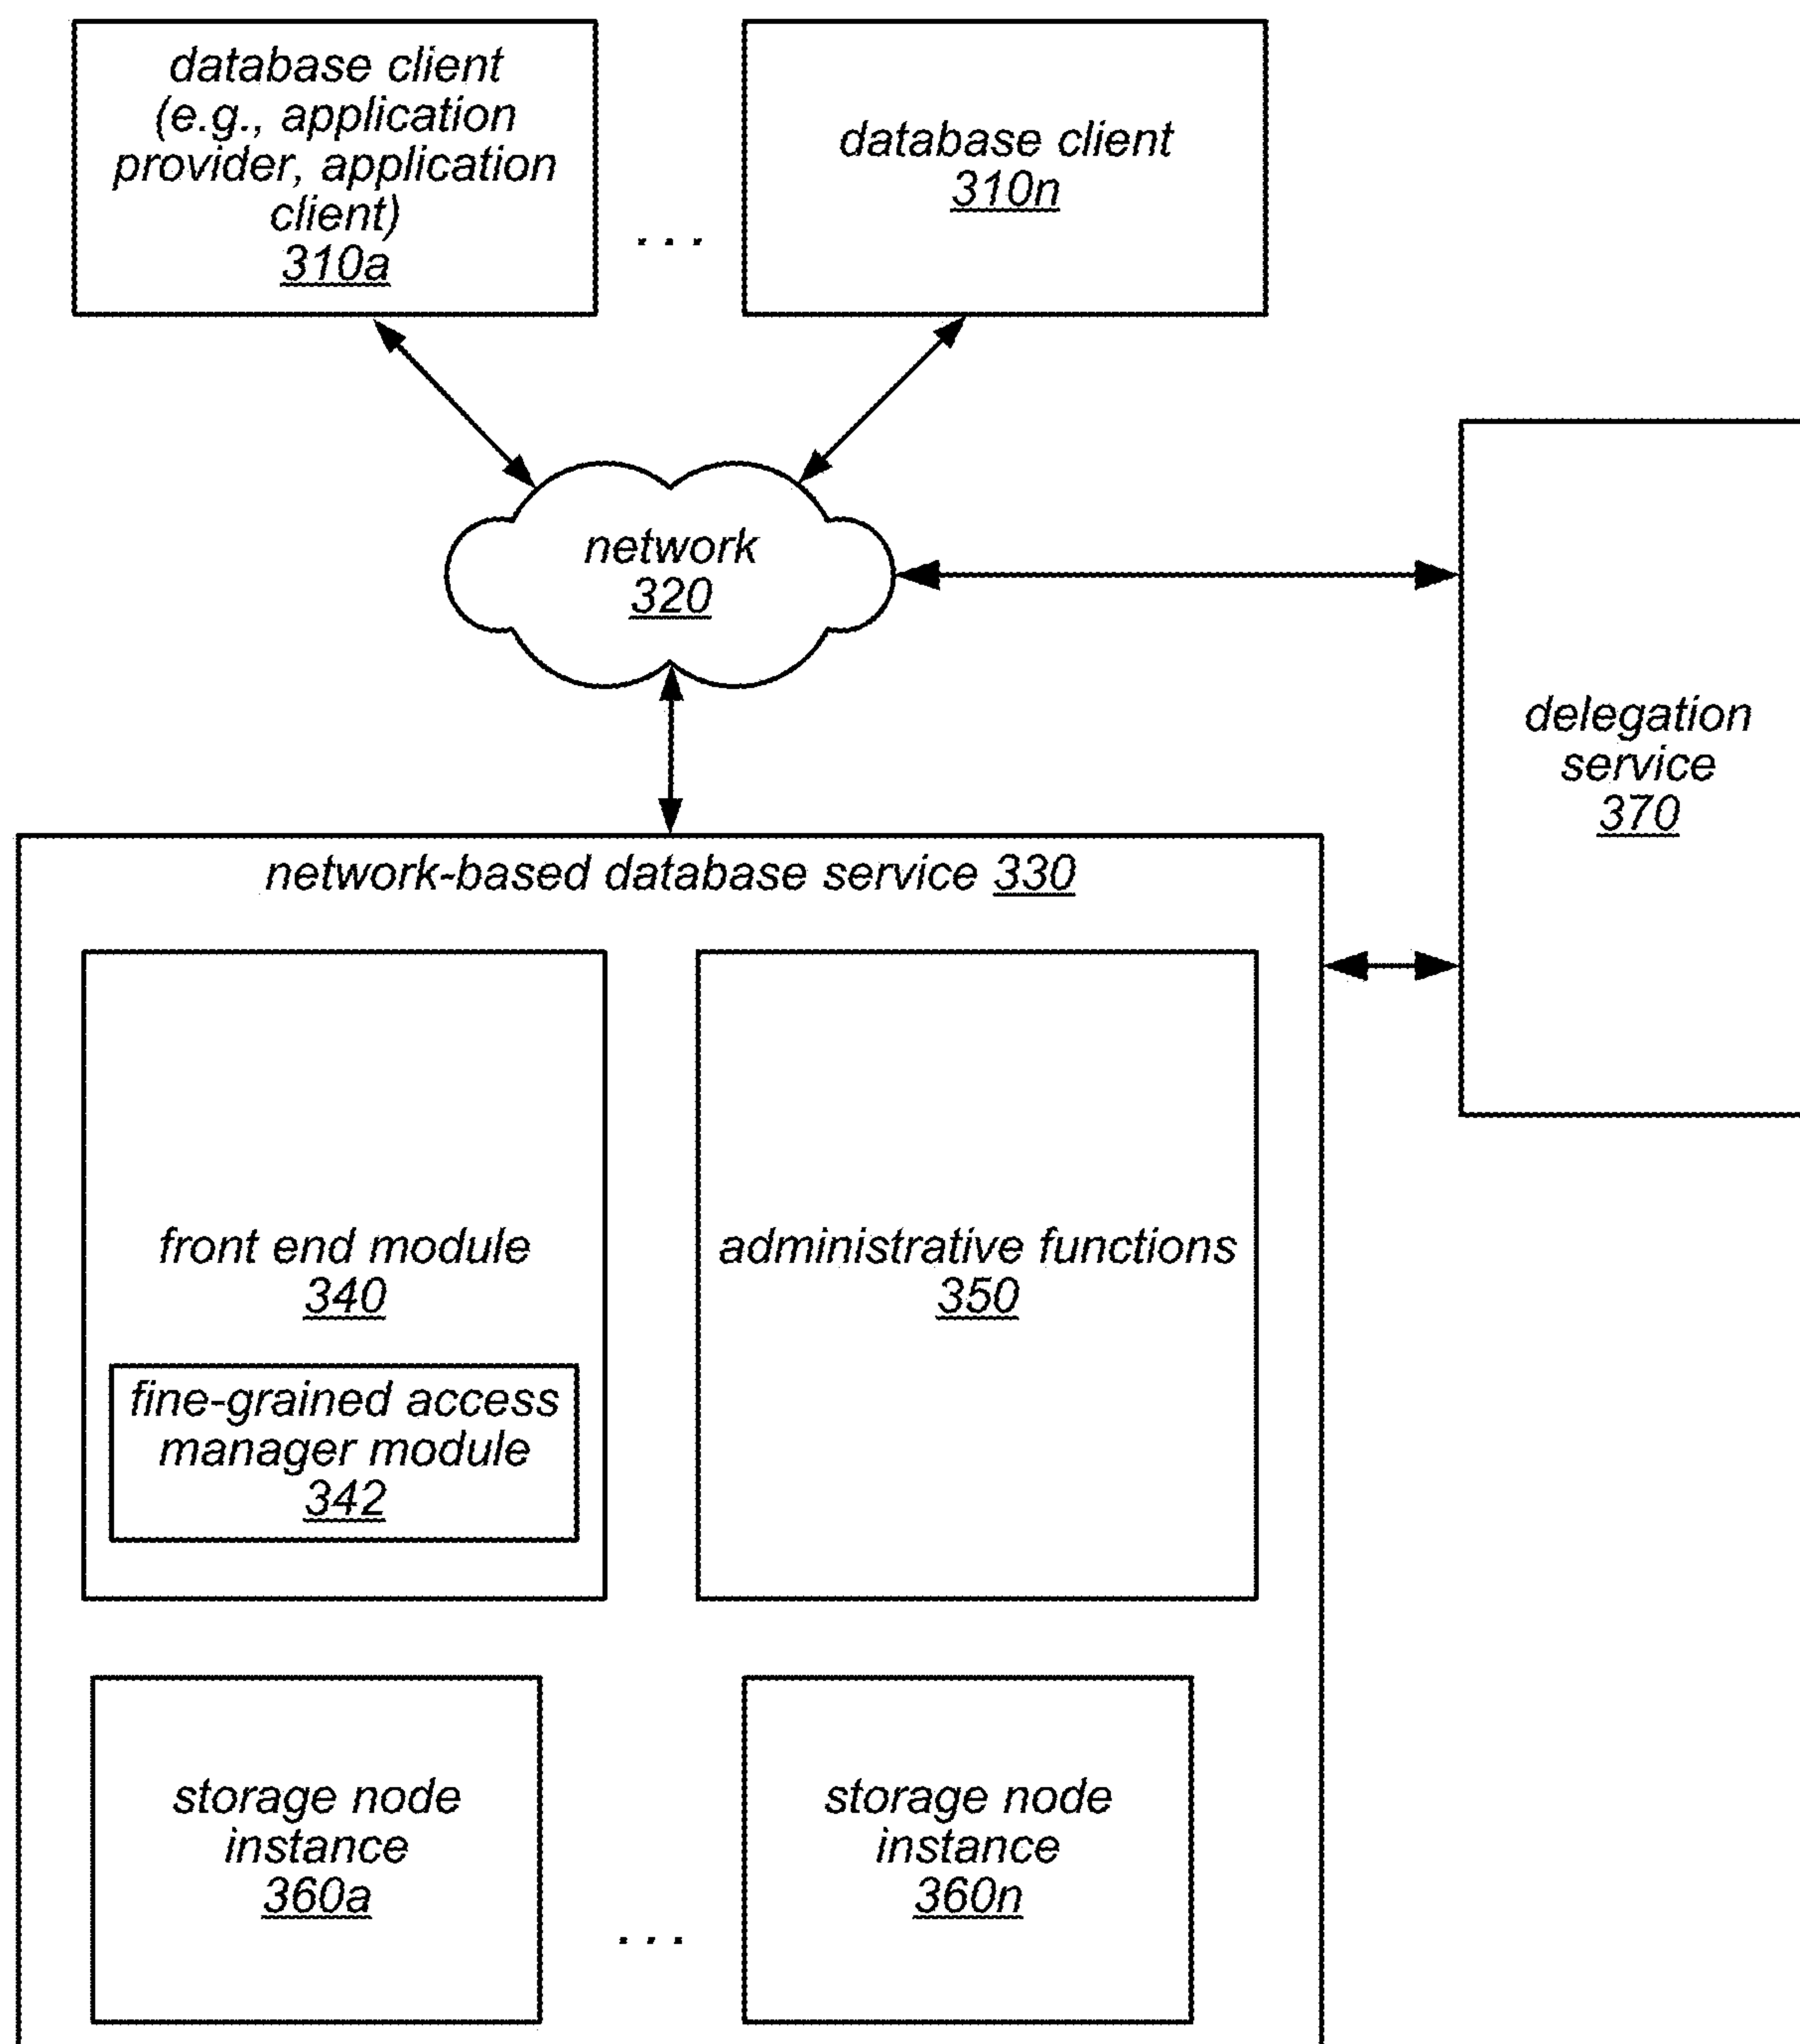 database client
(e.g., application
provider, application
client)
310a
. . .
database client
310n
network
320
delegation
service
370
network-based database service 330
front end module
340
fine-grained access
manager module
342
administrative functions
350
storage node
instance
360a
. . .
storage node
instance
360n